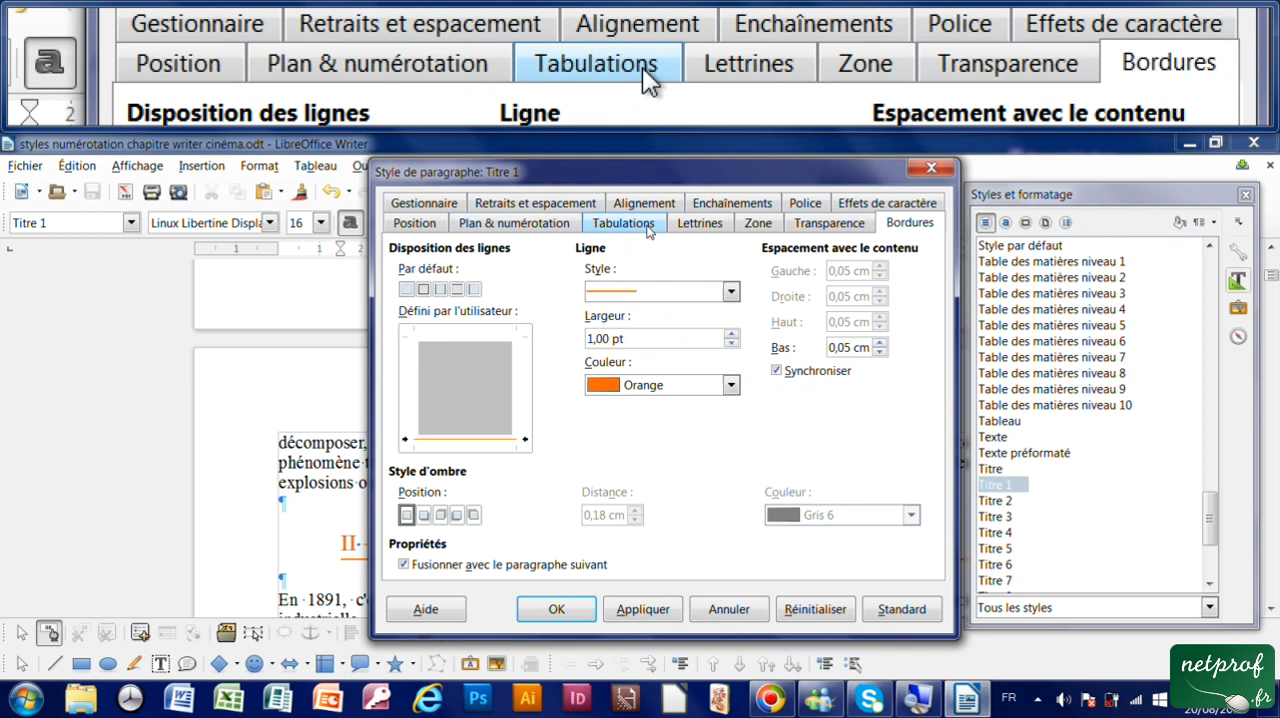 Gestionnaire Retraits et espacement Alignement Enchaînements Police Effets de caractère
Position Plan & numérotation Tabulations Lettrines Zone Transparence Bordures
Disposition des lignes Ligne Espacement avec le contenu
a
2
styles numérotation chapitre writer cinéma.odt - LibreOffice Writer
Fichier Édition Affichage Insertion Format Tableau
Titre 1 Linux Libertine Displa 16 a
1 1 2
Style de paragraphe: Titre 1
Gestionnaire Retraits et espacement Alignement Enchaînements Police Effets de caractère
Position Plan & numérotation Tabulations Lettrines Zone Transparence Bordures
Disposition des lignes
Par défaut :
Défini par l'utilisateur :
Ligne
Style :
Largeur :
1,00 pt
Couleur :
Orange
Espacement avec le contenu
Gauche : 0,05 cm
Droite : 0,05 cm
Haut : 0,05 cm
Bas : 0,05 cm
Synchroniser
Style d'ombre
Position :
Distance :
0,18 cm
Couleur :
Gris 6
Propriétés
Fusionner avec le paragraphe suivant
Aide OK Appliquer Annuler Réinitialiser Standard
décomposer,
phénomène
explosions
¶
II
¶
En 1891,
Styles et formatage
Style par défaut
Table des matières niveau 1
Table des matières niveau 2
Table des matières niveau 3
Table des matières niveau 4
Table des matières niveau 5
Table des matières niveau 6
Table des matières niveau 7
Table des matières niveau 8
Table des matières niveau 9
Table des matières niveau 10
Tableau
Texte
Texte préformaté
Titre
Titre 1
Titre 2
Titre 3
Titre 4
Titre 5
Titre 6
Titre 7
Tous les styles
Ps Ai ID
FR
netprof
.fr